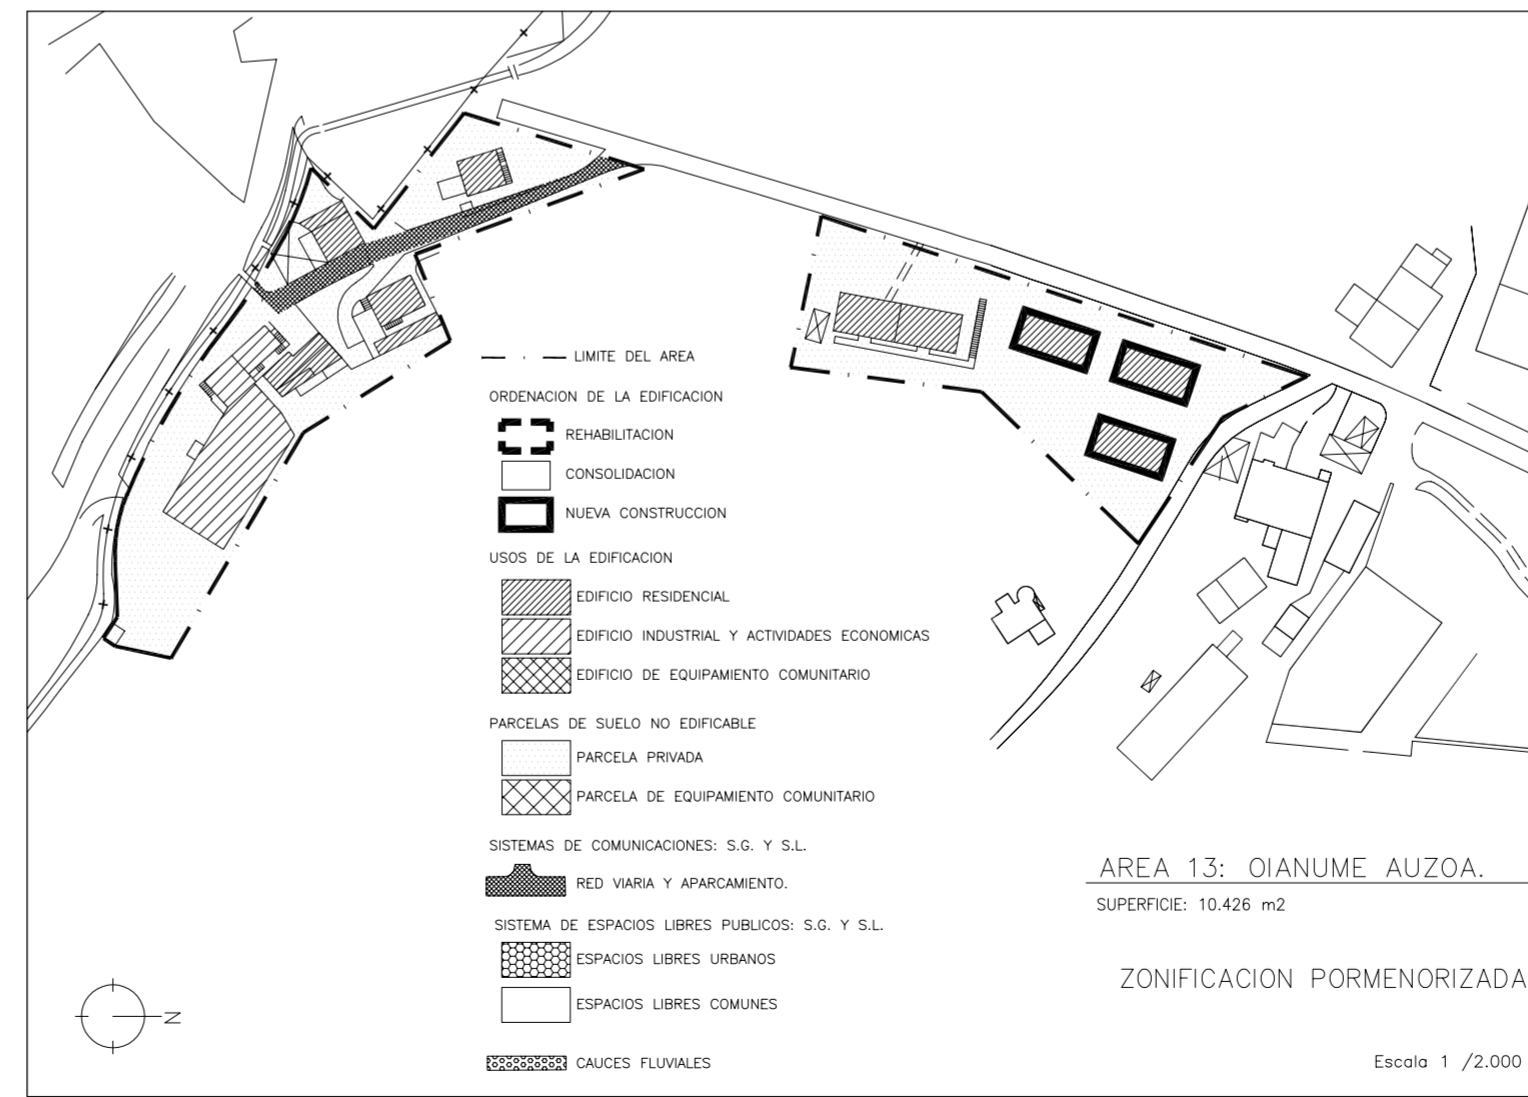 LIMITE DEL AREA
ORDENACION DE LA EDIFICACION
REHABILITACION
CONSOLIDACION
NUEVA CONSTRUCCION
USOS DE LA EDIFICACION
EDIFICIO RESIDENCIAL
EDIFICIO INDUSTRIAL Y ACTIVIDADES ECONOMICAS
EDIFICIO DE EQUIPAMIENTO COMUNITARIO
PARCELAS DE SUELO NO EDIFICABLE
PARCELA PRIVADA
PARCELA DE EQUIPAMIENTO COMUNITARIO
SISTEMAS DE COMUNICACIONES: S.G. Y S.L.
RED VIARIA Y APARCAMIENTO.
SISTEMA DE ESPACIOS LIBRES PUBLICOS: S.G. Y S.L.
ESPACIOS LIBRES URBANOS
ESPACIOS LIBRES COMUNES
CAUCES FLUVIALES
N
AREA 13: OIANUME AUZOA.
SUPERFICIE: 10.426 m2
ZONIFICACION PORMENORIZADA
Escala 1 /2.000